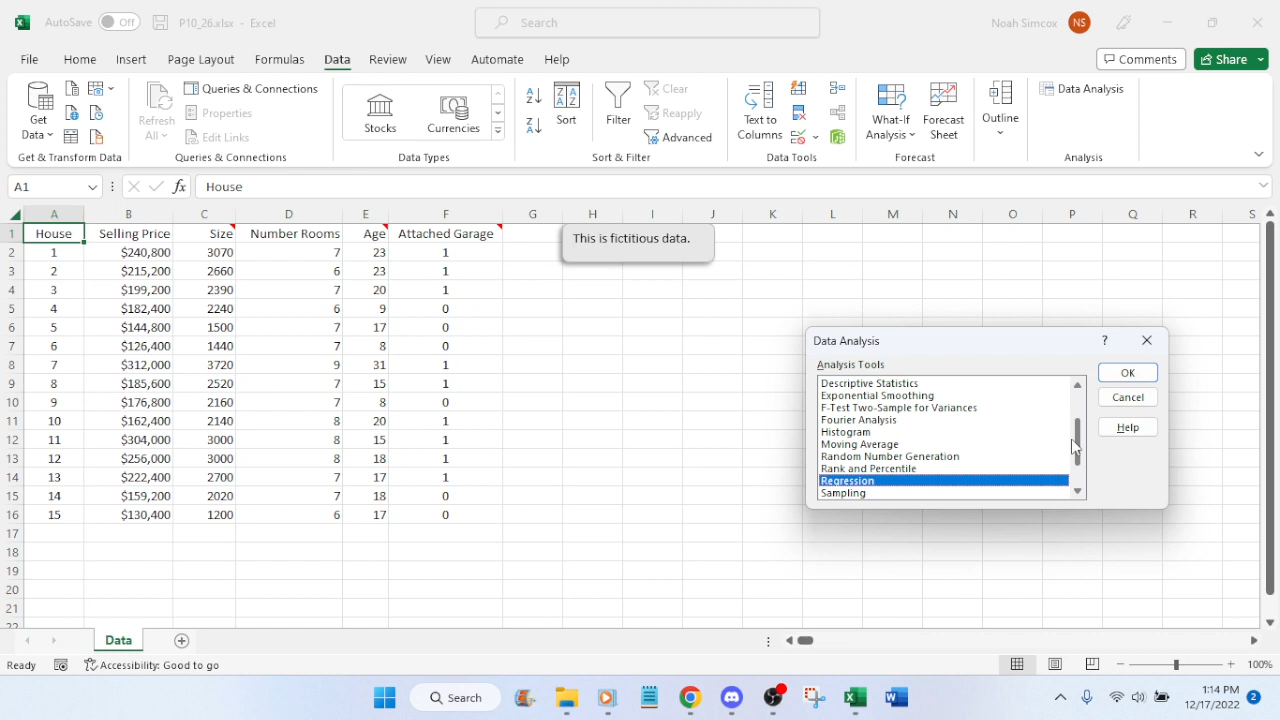 AutoSave Off P10_26.xlsx - Excel Search Noah Simcox NS
File Home Insert Page Layout Formulas Data Review View Automate Help Comments Share
Get Data
Refresh All
Queries & Connections
Properties
Edit Links
Stocks Currencies
Sort
Filter
Clear
Reapply
Advanced
Text to Columns
What-If Analysis
Forecast Sheet
Outline
Data Analysis
Get & Transform Data Queries & Connections Data Types Sort & Filter Data Tools Forecast Analysis
A1 fx House
A B C D E F G H I J K L M N O P Q R S
1 House Selling Price Size Number Rooms Age Attached Garage
2 1 $240,800 3070 7 23 1
3 2 $215,200 2660 6 23 1
4 3 $199,200 2390 7 20 1
5 4 $182,400 2240 6 9 0
6 5 $144,800 1500 7 17 0
7 6 $126,400 1440 7 8 0
8 7 $312,000 3720 9 31 1
9 8 $185,600 2520 7 15 1
10 9 $176,800 2160 7 8 0
11 10 $162,400 2140 8 20 1
12 11 $304,000 3000 8 15 1
13 12 $256,000 3000 8 18 1
14 13 $222,400 2700 7 17 1
15 14 $159,200 2020 7 18 0
16 15 $130,400 1200 6 17 0
17
18
19
20
21
22
This is fictitious data.
Data Analysis ?
Analysis Tools
Descriptive Statistics
Exponential Smoothing
F-Test Two-Sample for Variances
Fourier Analysis
Histogram
Moving Average
Random Number Generation
Rank and Percentile
Regression
Sampling
OK
Cancel
Help
Data
Ready Accessibility: Good to go 100%
Search 1:14 PM
12/17/2022 2